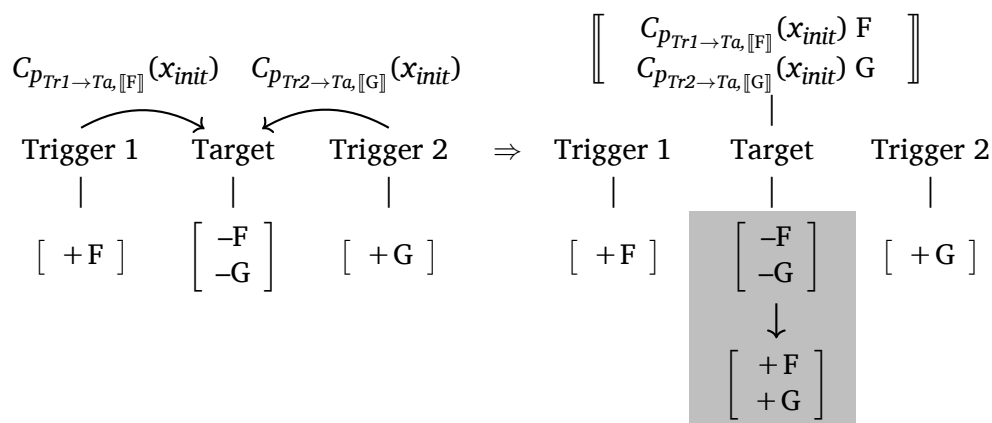 ⟦ C_{p_{Tr1→Ta,⟦F⟧}}(x_{init}) F
C_{p_{Tr2→Ta,⟦G⟧}}(x_{init}) G ⟧
C_{p_{Tr1→Ta,⟦F⟧}}(x_{init}) C_{p_{Tr2→Ta,⟦G⟧}}(x_{init})
Trigger 1 Target Trigger 2 ⇒ Trigger 1 Target Trigger 2
[ +F ] [ –F –G ] [ +G ] [ +F ] [ –F –G ] [ +G ]
↓
[ +F
+G ]